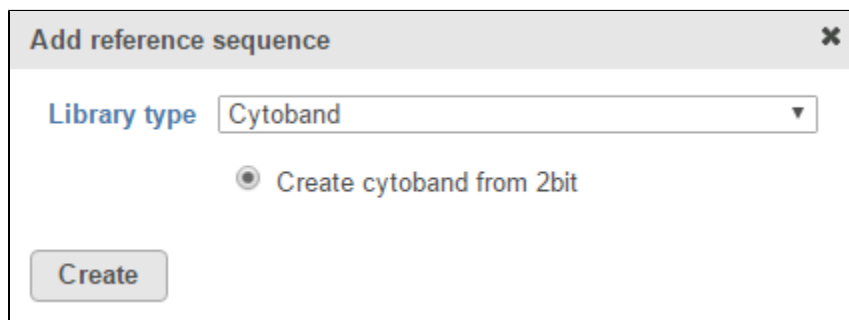 Add reference sequence
Library type Cytoband
Create cytoband from 2bit
Create